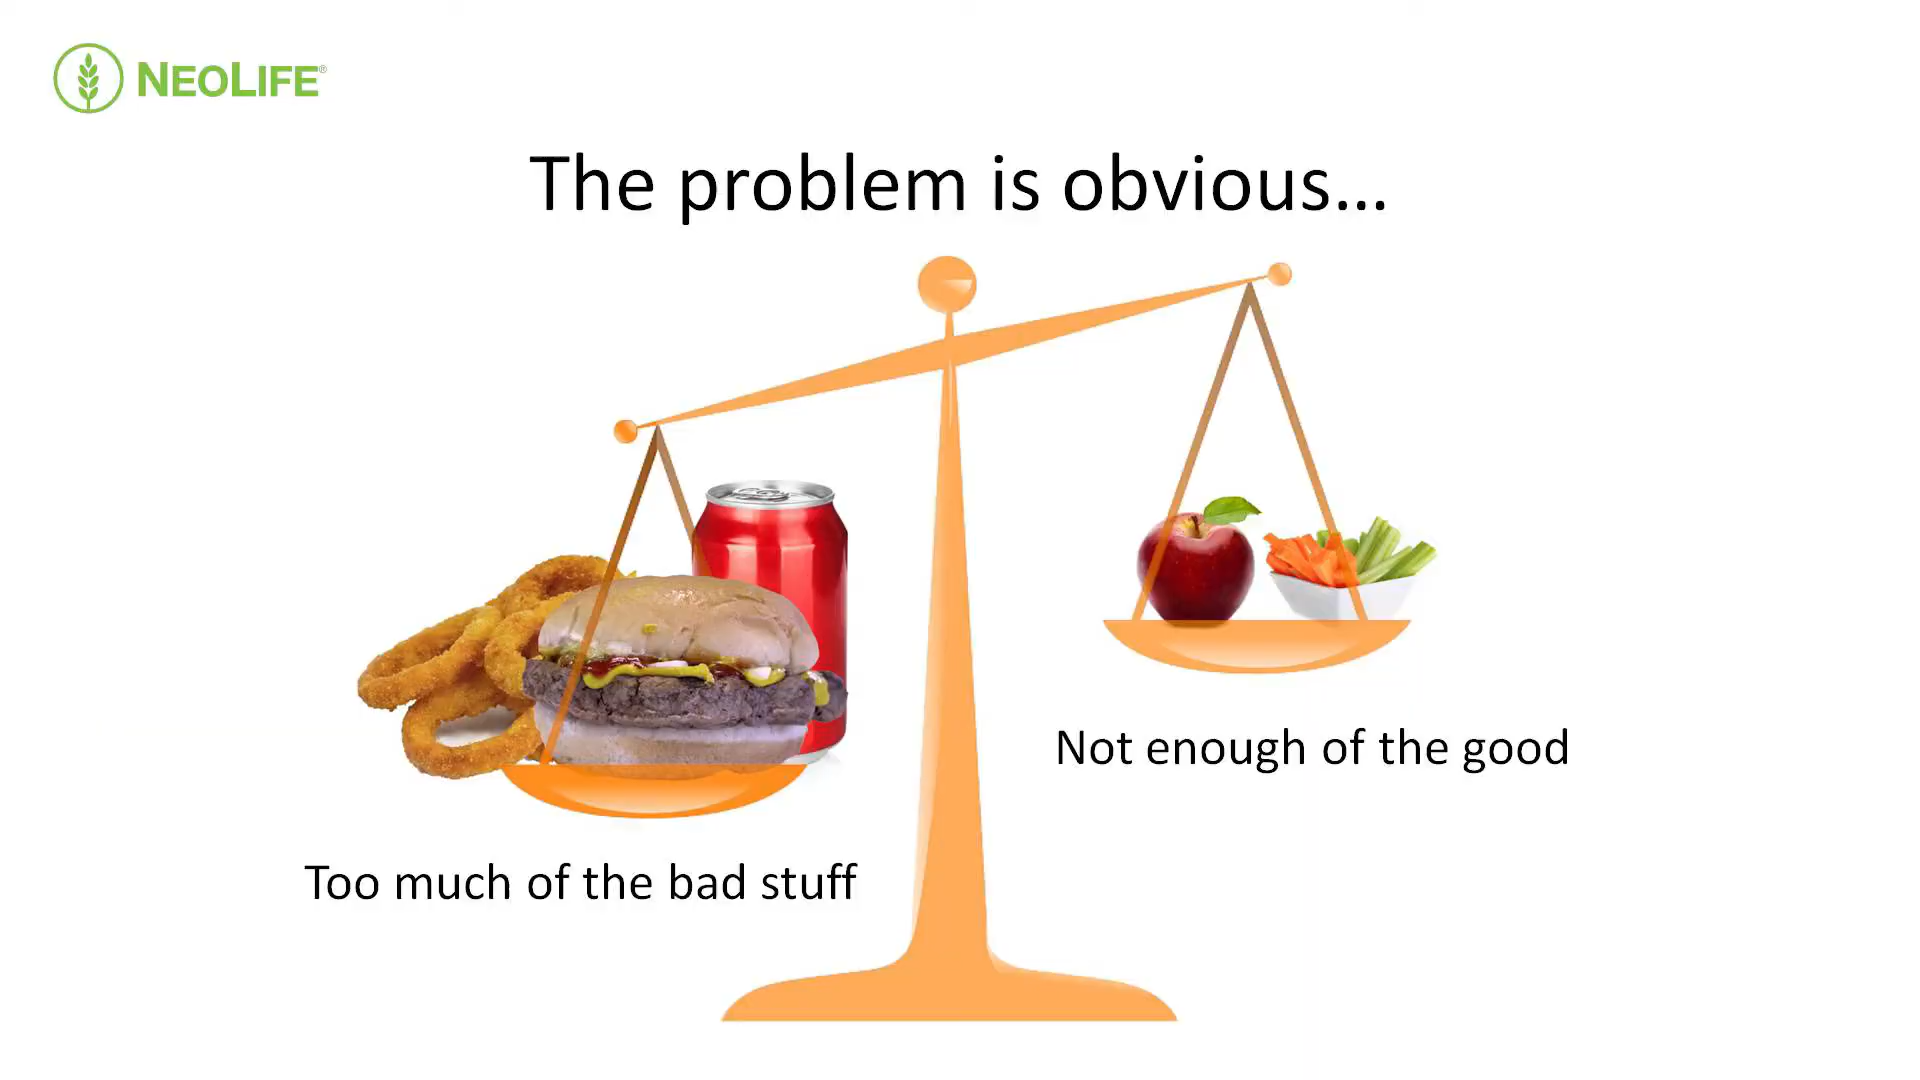 NEOLIFE®
The problem is obvious...
Not enough of the good
Too much of the bad stuff